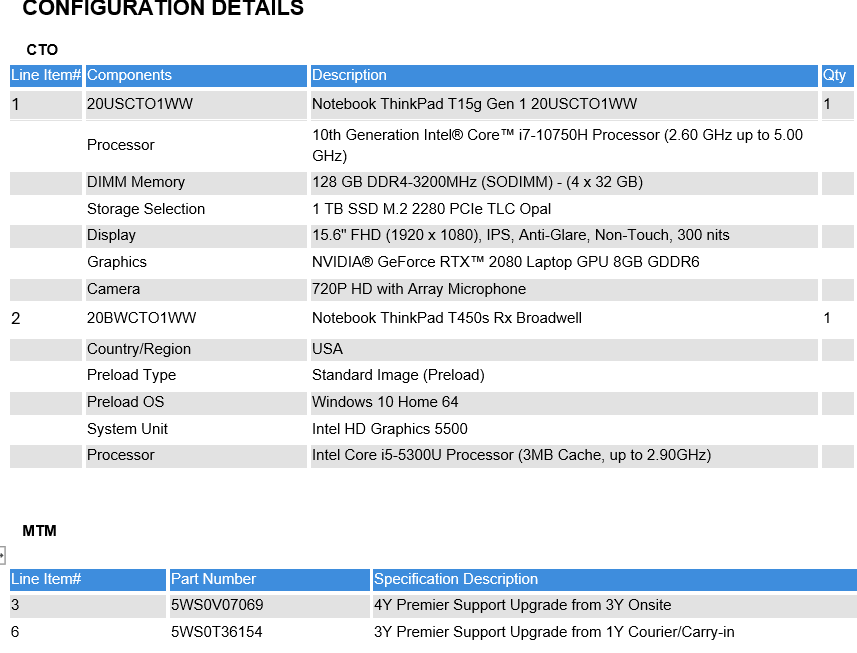 CONFIGURATION DETAILS
CTO
Line Item# Components Description Qty
1 20USCTO1WW Notebook ThinkPad T15g Gen 1 20USCTO1WW 1
Processor 10th Generation Intel® Core™ i7-10750H Processor (2.60 GHz up to 5.00
GHz)
DIMM Memory 128 GB DDR4-3200MHz (SODIMM) - (4 x 32 GB)
Storage Selection 1 TB SSD M.2 2280 PCIe TLC Opal
Display 15.6" FHD (1920 x 1080), IPS, Anti-Glare, Non-Touch, 300 nits
Graphics NVIDIA® GeForce RTX™ 2080 Laptop GPU 8GB GDDR6
Camera 720P HD with Array Microphone
2 20BWCTO1WW Notebook ThinkPad T450s Rx Broadwell 1
Country/Region USA
Preload Type Standard Image (Preload)
Preload OS Windows 10 Home 64
System Unit Intel HD Graphics 5500
Processor Intel Core i5-5300U Processor (3MB Cache, up to 2.90GHz)
MTM
Line Item# Part Number Specification Description
3 5WS0V07069 4Y Premier Support Upgrade from 3Y Onsite
6 5WS0T36154 3Y Premier Support Upgrade from 1Y Courier/Carry-in